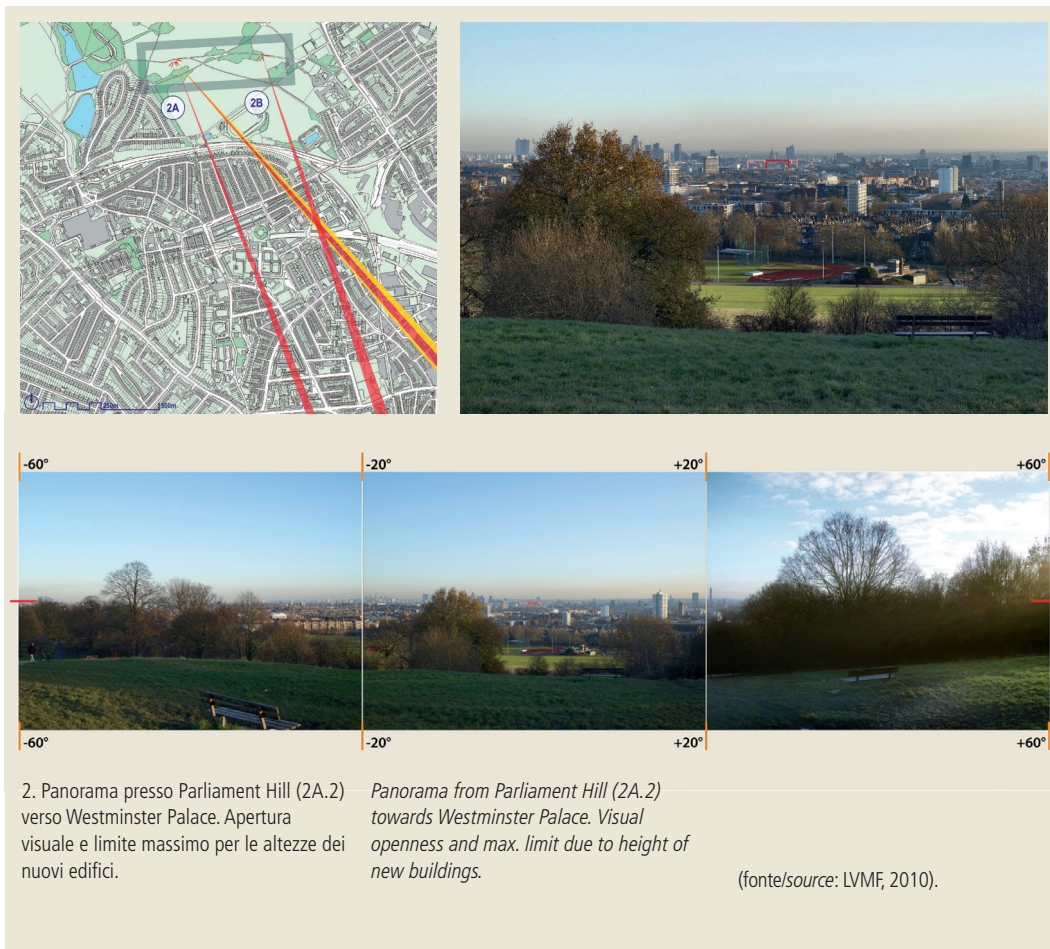 2A
2B
250m
500m
-60°
-20°
+20°
+60°
-60°
-20°
+20°
+60°
2. Panorama presso Parliament Hill (2A.2)
verso Westminster Palace. Apertura
visuale e limite massimo per le altezze dei
nuovi edifici.
Panorama from Parliament Hill (2A.2)
towards Westminster Palace. Visual
openness and max. limit due to height of
new buildings.
(fonte/source: LVMF, 2010).